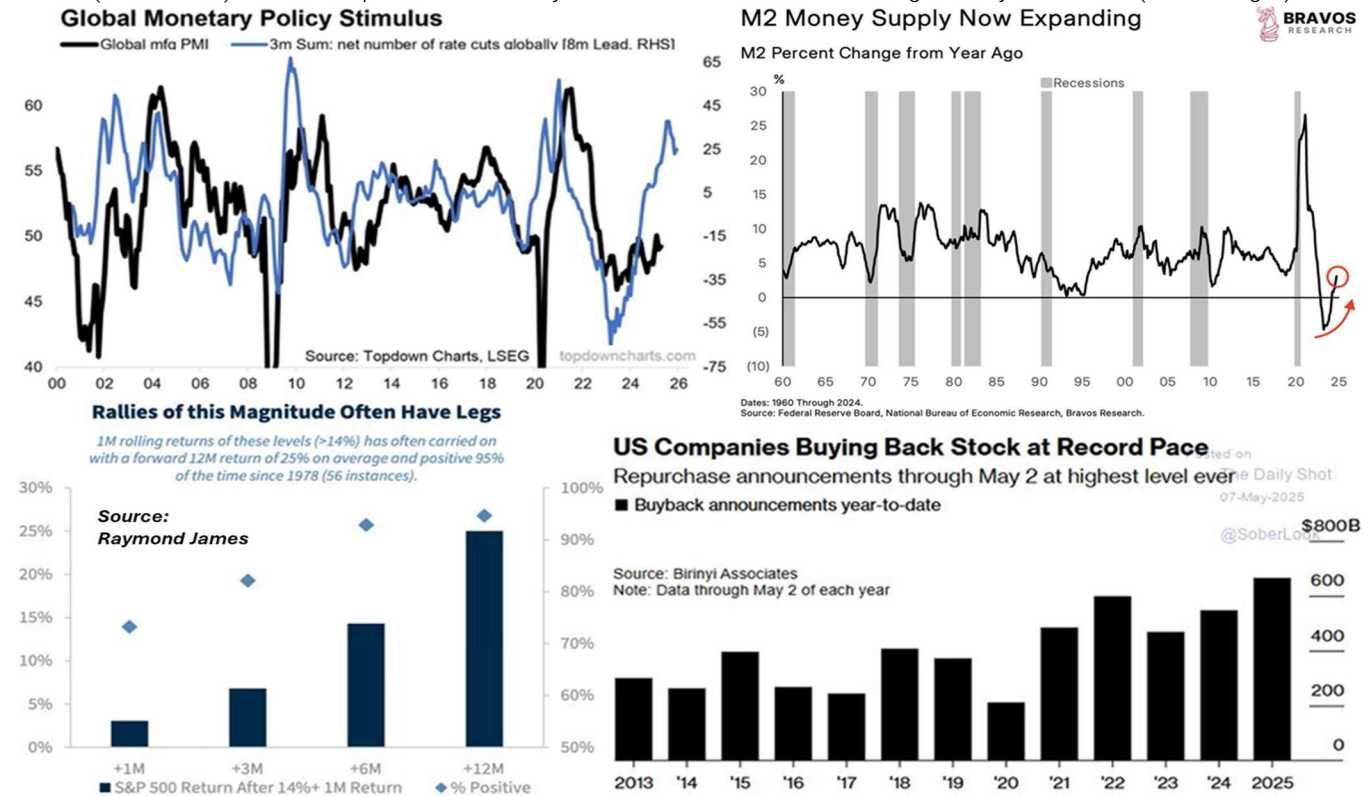 Global Monetary Policy Stimulus
Global mfg PMI
3m Sum: net number of rate cuts globally [8m Lead, RHS]
65
60
45
25
55
5
50
-15
-35
45
-55
Source: Topdown Charts, LSEG
topdowncharts.com
40
-75
00 02 04 06 08 10 12 14 16 18 20 22 24 26
M2 Money Supply Now Expanding
BRAVOS
RESEARCH
M2 Percent Change from Year Ago
%
Recessions
30
25
20
15
10
5
0
(5)
(10)
60 65 70 75 80 85 90 95 00 05 10 15 20 25
Dates: 1960 Through 2024.
Source: Federal Reserve Board, National Bureau of Economic Research, Bravos Research.
Rallies of this Magnitude Often Have Legs
1M rolling returns of these levels (>14%) has often carried on
with a forward 12M return of 25% on average and positive 95%
of the time since 1978 (56 instances).
30%
100%
Source:
Raymond James
25%
90%
20%
80%
15%
70%
10%
60%
5%
0%
50%
+1M +3M +6M +12M
S&P 500 Return After 14%+ 1M Return
% Positive
US Companies Buying Back Stock at Record Pace
Repurchase announcements through May 2 at highest level ever
Buyback announcements year-to-date
The Daily Shot
07-May-2025
@SoberLook
$800B
Source: Birinyi Associates
Note: Data through May 2 of each year
600
400
200
0
2013 '14 '15 '16 '17 '18 '19 '20 '21 '22 '23 '24 2025